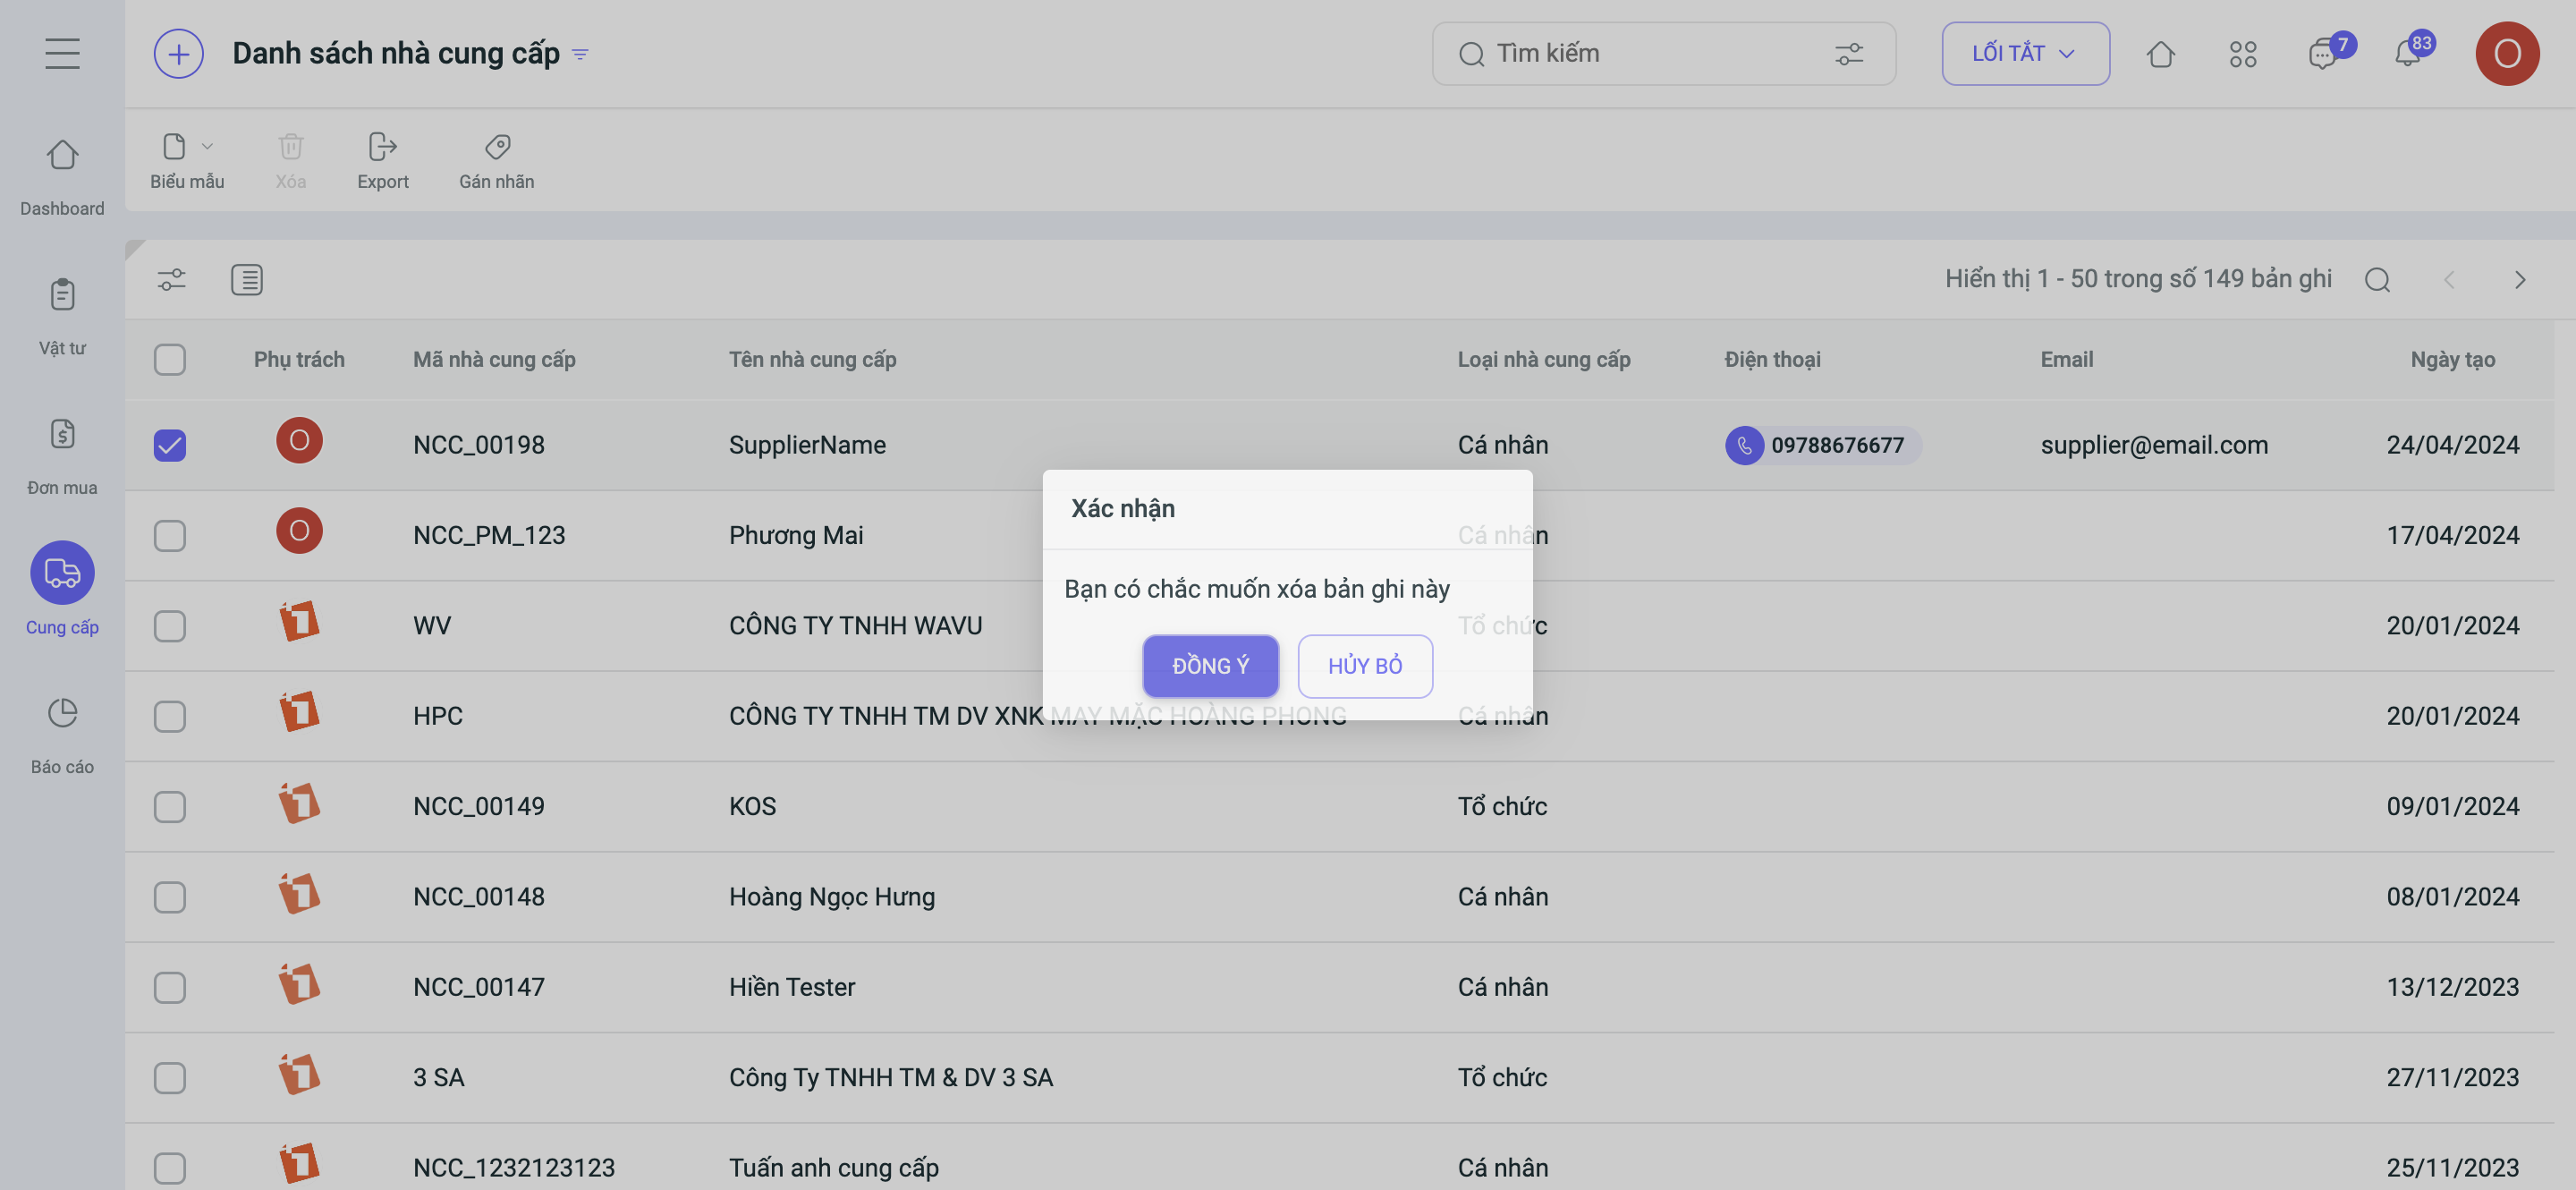 Danh sách nhà cung cấp
Tìm kiếm
LỐI TẮT
7
83
O
Biểu mẫu
Xóa
Export
Gán nhãn
Dashboard
Vật tư
Đơn mua
Cung cấp
Báo cáo
Hiển thị 1 - 50 trong số 149 bản ghi
Phụ trách Mã nhà cung cấp Tên nhà cung cấp Loại nhà cung cấp Điện thoại Email Ngày tạo
O NCC_00198 SupplierName Cá nhân 09788676677 supplier@email.com 24/04/2024
O NCC_PM_123 Phương Mai Cá nhân 17/04/2024
WV CÔNG TY TNHH WAVU Tổ chức 20/01/2024
HPC CÔNG TY TNHH TM DV XNK MAY MẶC HOÀNG PHONG Cá nhân 20/01/2024
NCC_00149 KOS Tổ chức 09/01/2024
NCC_00148 Hoàng Ngọc Hưng Cá nhân 08/01/2024
NCC_00147 Hiền Tester Cá nhân 13/12/2023
3 SA Công Ty TNHH TM & DV 3 SA Tổ chức 27/11/2023
NCC_1232123123 Tuấn anh cung cấp Cá nhân 25/11/2023
Xác nhận
Bạn có chắc muốn xóa bản ghi này
ĐỒNG Ý
HỦY BỎ